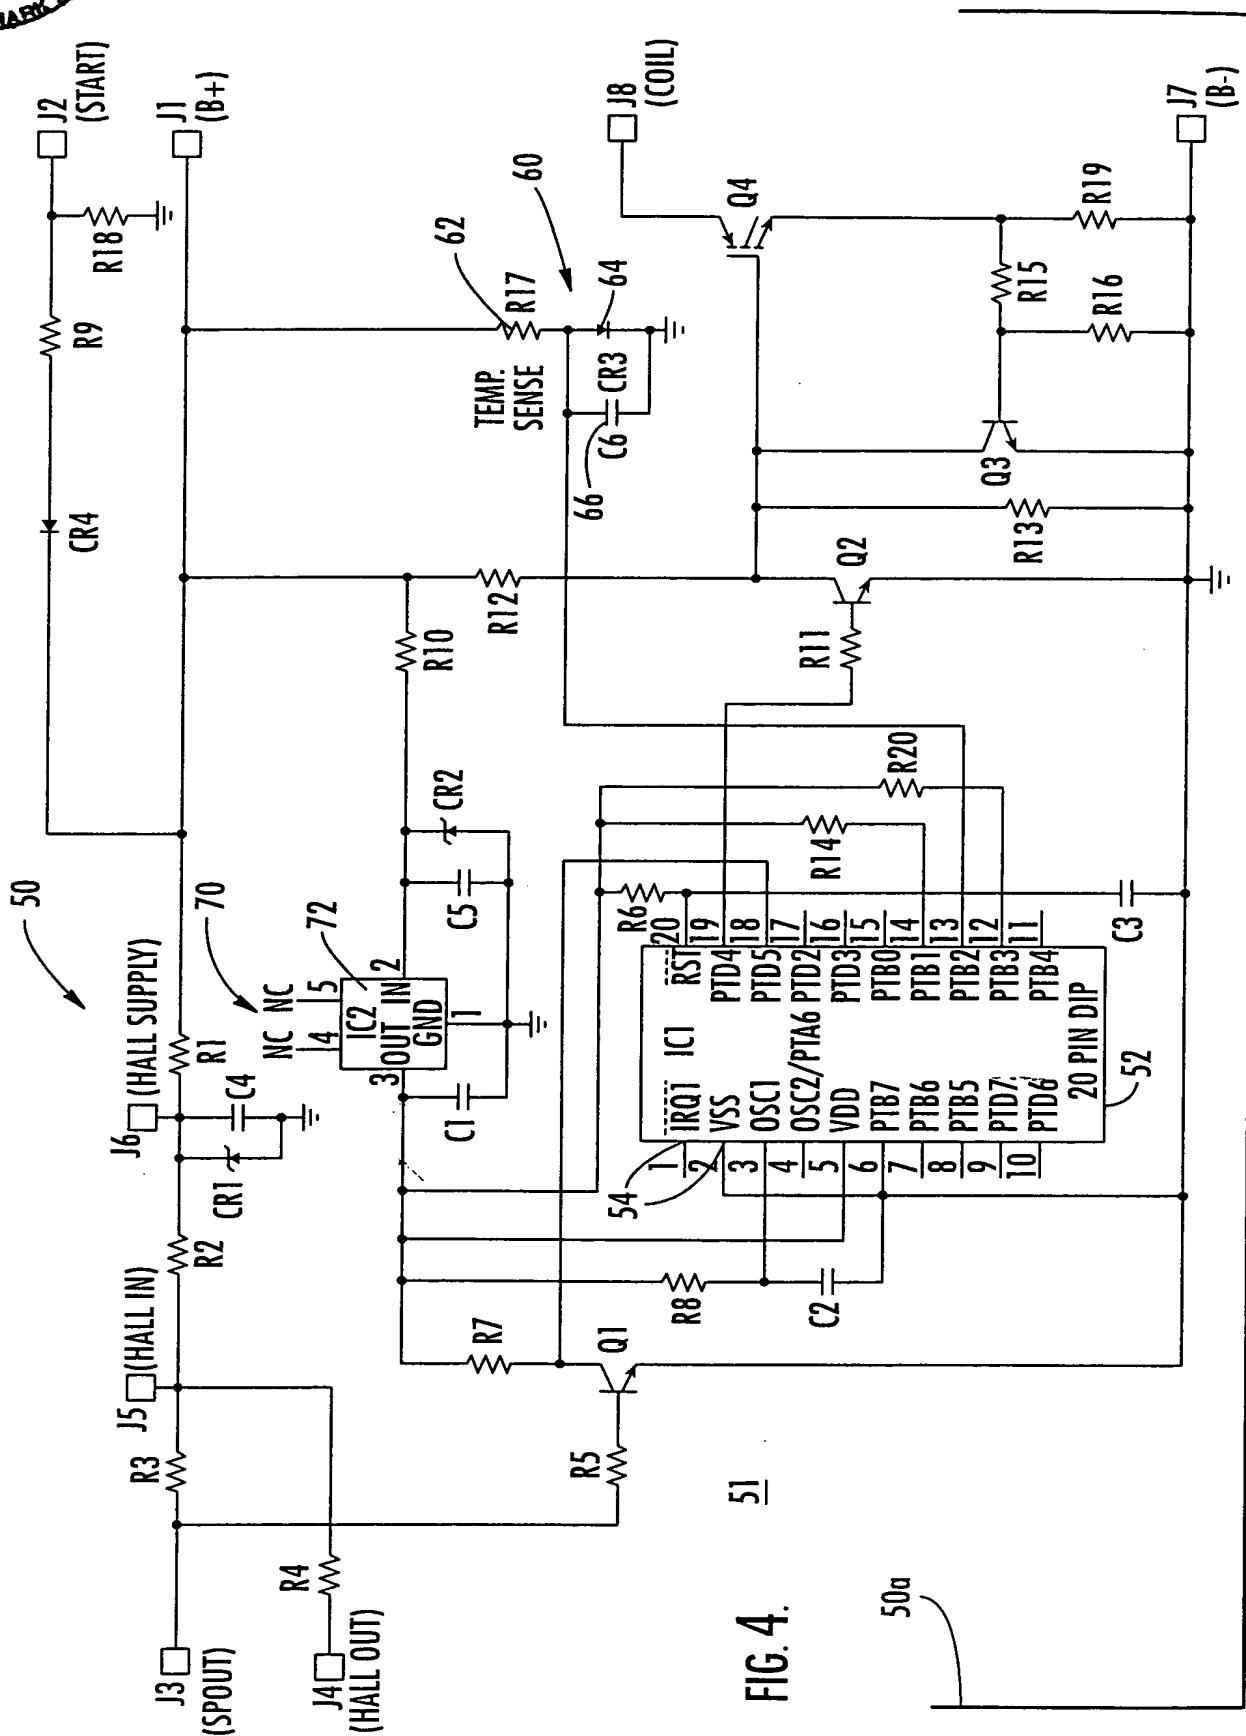 J2
(START)
J1
(B+)
R18
R9
CR4
50
62
60
R17
64
TEMP.
SENSE
CR3
C6
66
J8
(COIL)
Q4
R19
R15
R16
Q3
R13
J7
(B-)
R12
R10
Q2
R11
J6
(HALL SUPPLY)
R1
C4
CR1
R2
70
72
NC
NC
4
5
IC2
3
OUT
IN
2
GND
1
CR2
C5
C1
R20
R14
R6
C3
J5
(HALL IN)
R3
R7
R8
C2
Q1
R5
R4
J3
(SPOUT)
J4
(HALL OUT)
54
IC1
1
IRQ1
RST
20
2
VSS
PTD4
19
3
OSC1
PTD5
18
4
OSC2/PTA6
PTD2
17
5
VDD
PTD3
16
6
PTB7
PTB0
15
7
PTB6
PTB1
14
8
PTB5
PTB2
13
9
PTD7
PTB3
12
10
PTD6
PTB4
11
20 PIN DIP
52
51
FIG. 4.
50a